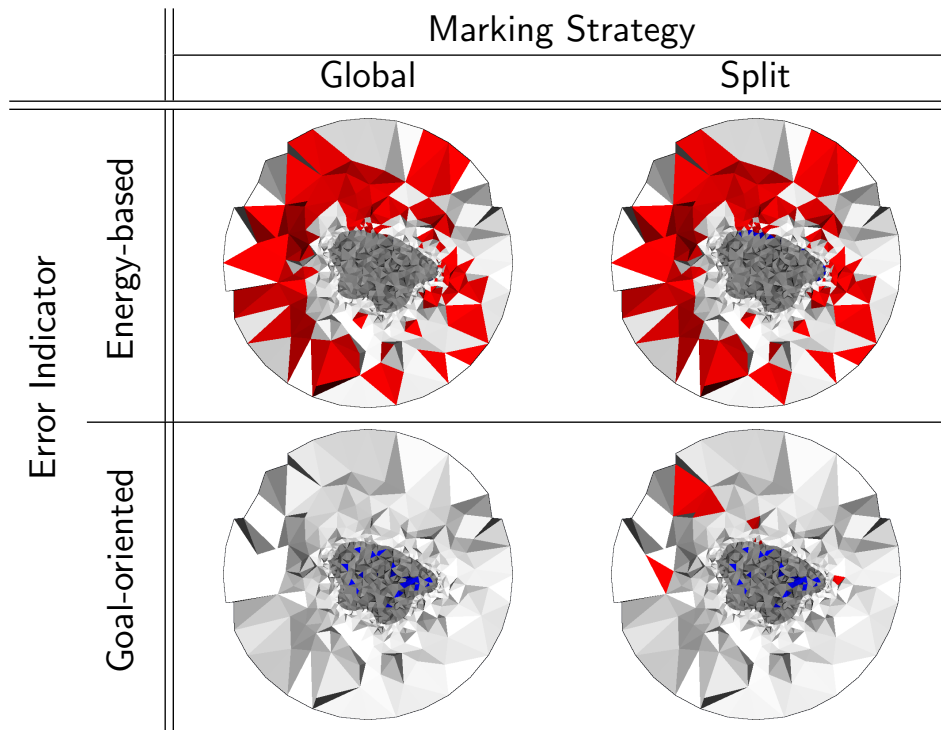 Marking Strategy
Global
Split
Error Indicator
Energy-based
Goal-oriented